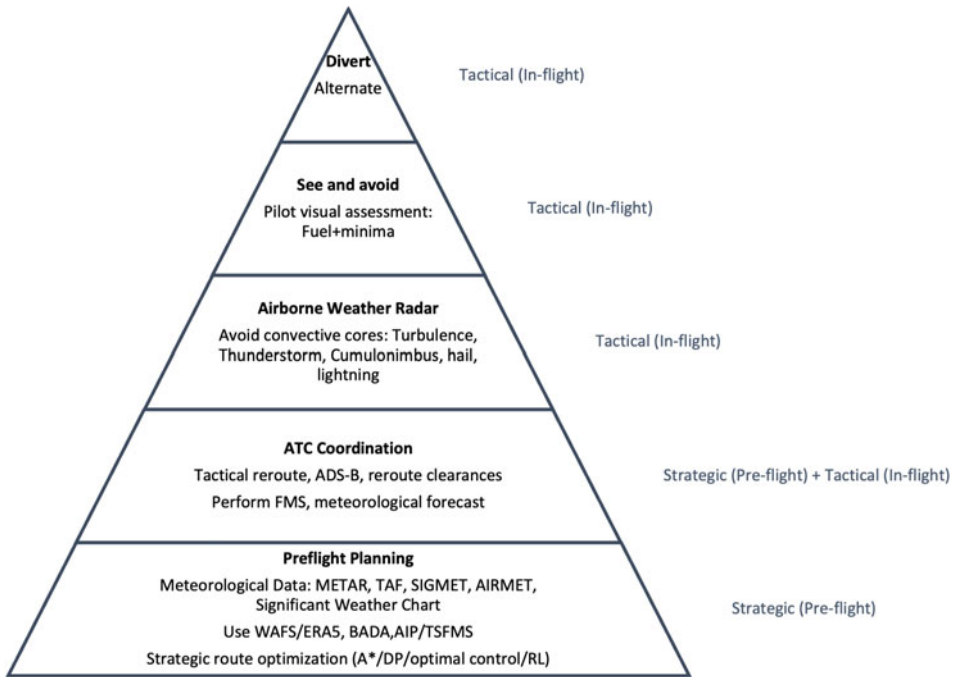 Divert
Alternate
Tactical (In-flight)
See and avoid
Pilot visual assessment:
Fuel+minima
Tactical (In-flight)
Airborne Weather Radar
Avoid convective cores: Turbulence,
Thunderstorm, Cumulonimbus, hail,
lightning
Tactical (In-flight)
ATC Coordination
Tactical reroute, ADS-B, reroute clearances
Perform FMS, meteorological forecast
Strategic (Pre-flight) + Tactical (In-flight)
Preflight Planning
Meteorological Data: METAR, TAF, SIGMET, AIRMET,
Significant Weather Chart
Use WAFS/ERA5, BADA,AIP/TSFMS
Strategic route optimization (A*/DP/optimal control/RL)
Strategic (Pre-flight)